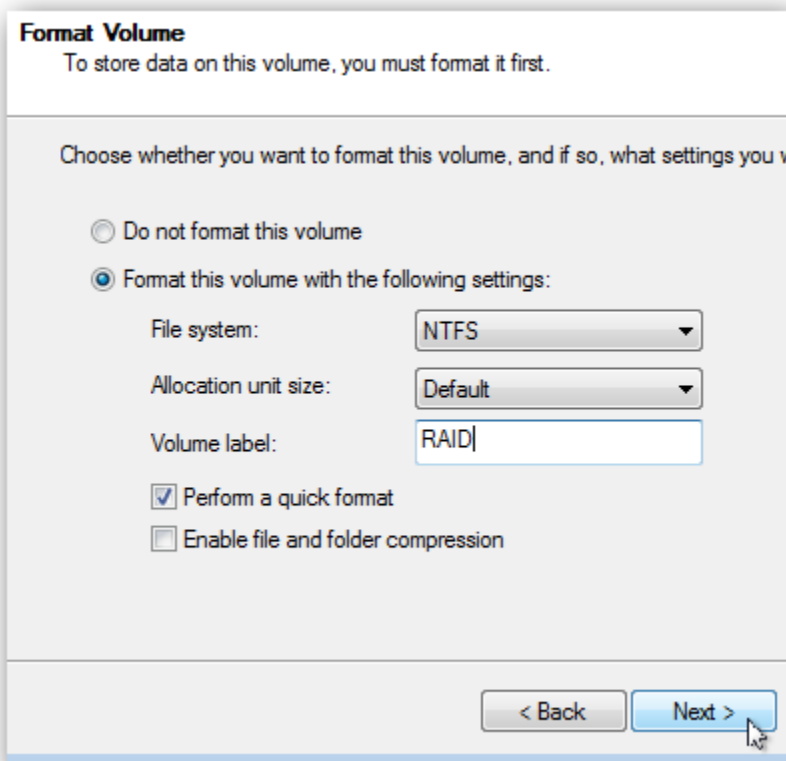 Format Volume
To store data on this volume, you must format it first.
Choose whether you want to format this volume, and if so, what settings you
Do not format this volume
Format this volume with the following settings:
File system: NTFS
Allocation unit size: Default
Volume label: RAID
Perform a quick format
Enable file and folder compression
< Back Next >